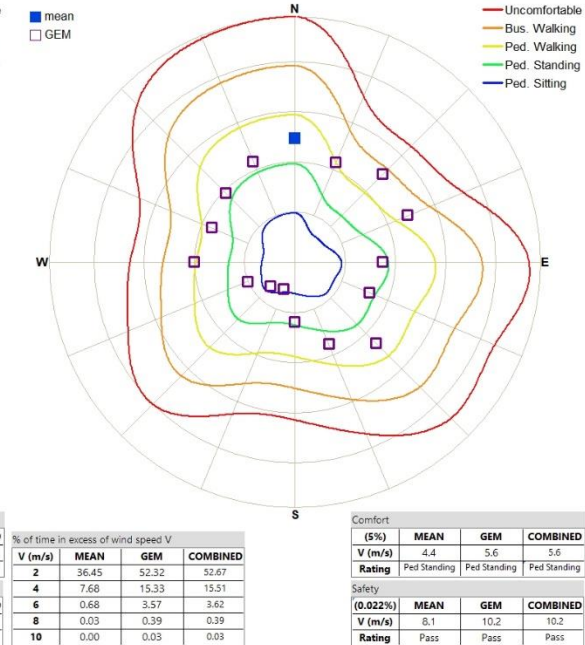 mean
GEM
N
Uncomfortable
Bus. Walking
Ped. Walking
Ped. Standing
Ped. Sitting
W
E
S
% of time in excess of wind speed V
V (m/s) MEAN GEM COMBINED
2 36.45 52.32 52.67
4 7.68 15.33 15.51
6 0.68 3.57 3.62
8 0.03 0.39 0.39
10 0.00 0.03 0.03
Comfort
(5%) MEAN GEM COMBINED
V (m/s) 4.4 5.6 5.6
Rating Ped Standing Ped Standing Ped Standing
Safety
(0.022%) MEAN GEM COMBINED
V (m/s) 8.1 10.2 10.2
Rating Pass Pass Pass